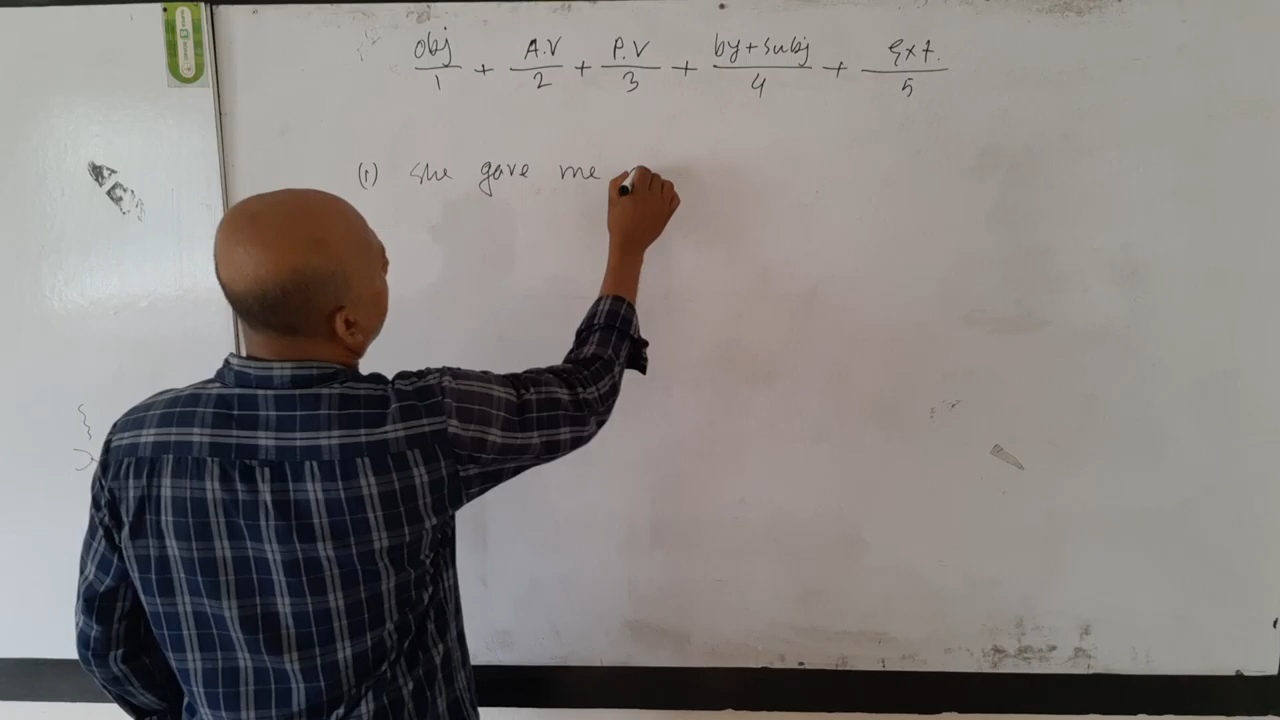 obj + A.V + P.V + by + subj + Ext.
1 2 3 4 5
(1) She gave me